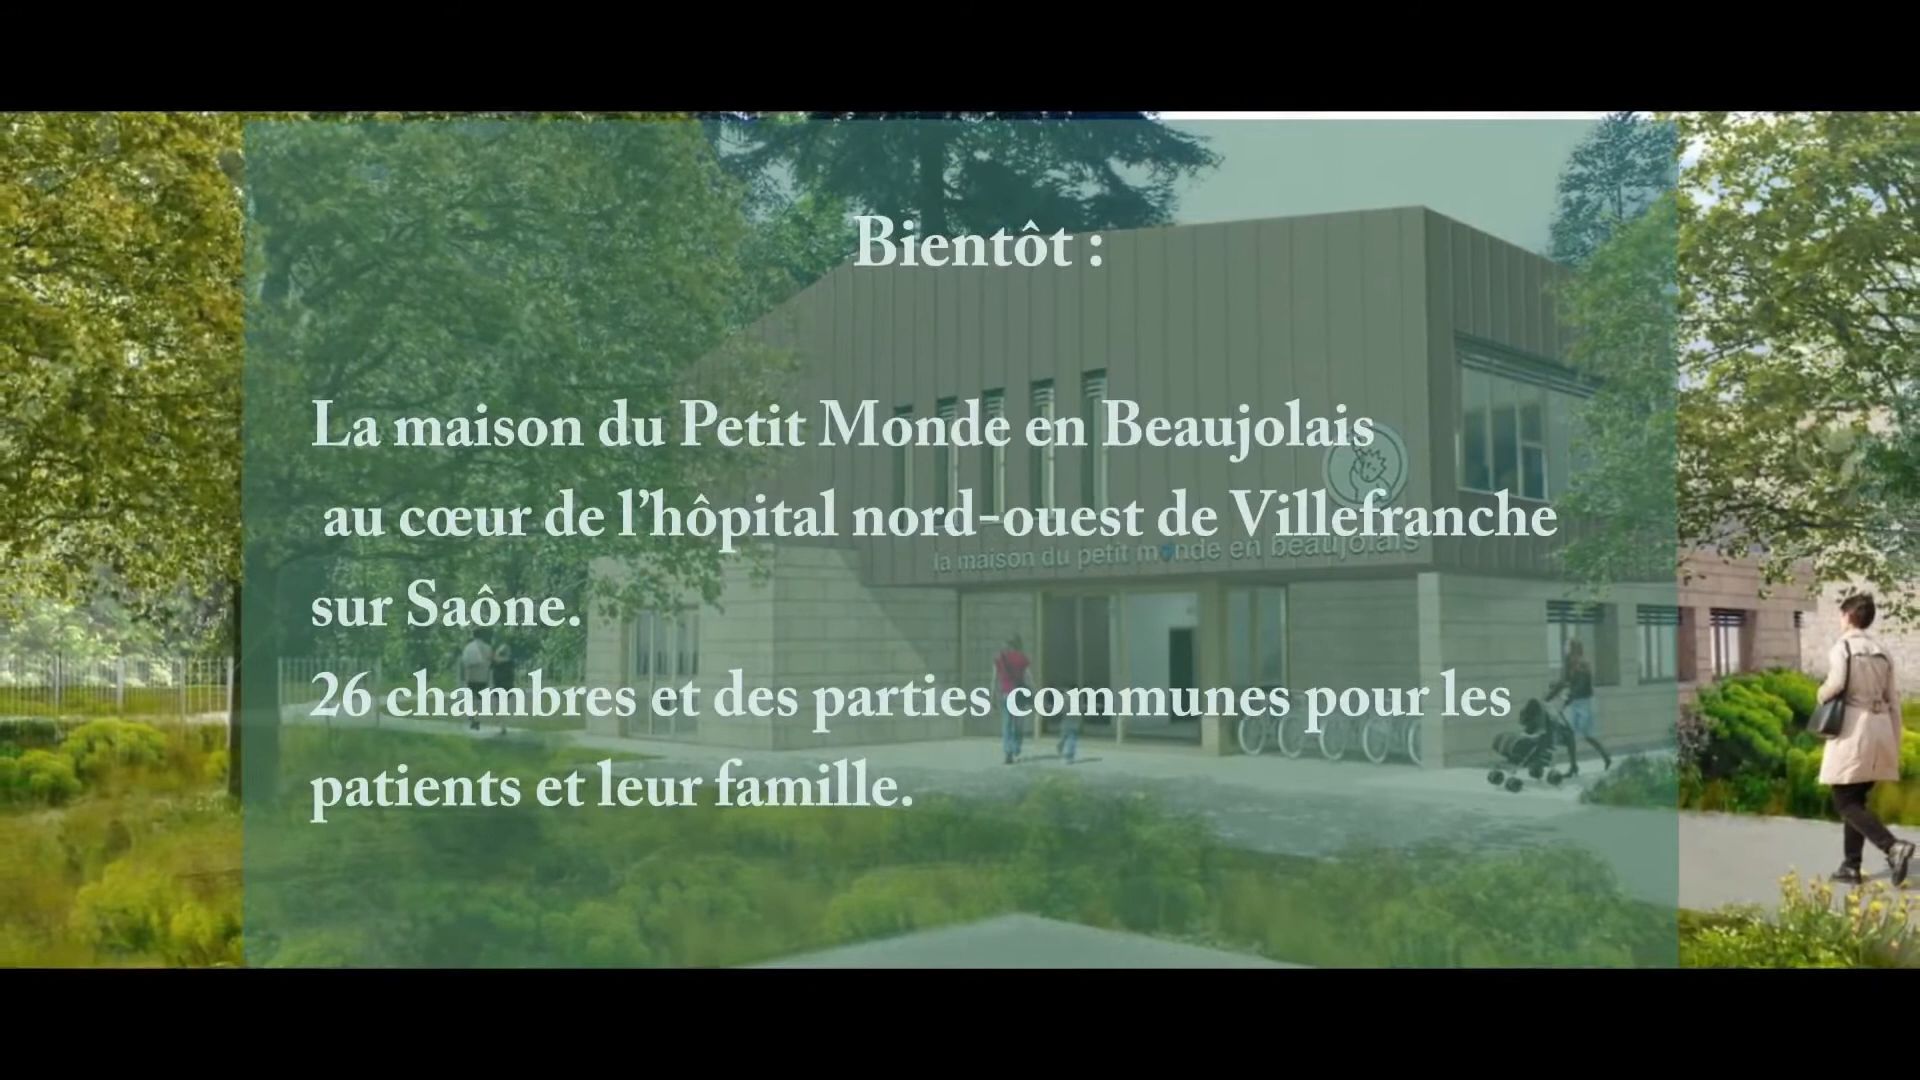 Bientôt :
La maison du Petit Monde en Beaujolais
au cœur de l’hôpital nord-ouest de Villefranche
la maison du petit monde en beaujolais
sur Saône.
26 chambres et des parties communes pour les
patients et leur famille.